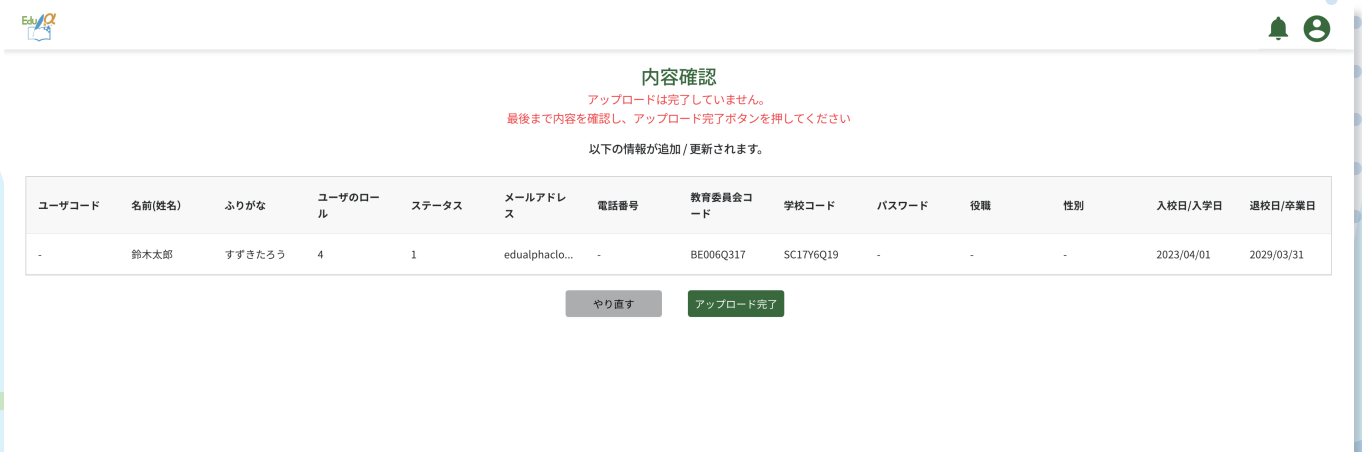 Edu α
内容確認
アップロードは完了していません。
最後まで内容を確認し、アップロード完了ボタンを押してください
以下の情報が追加 / 更新されます。
ユーザコード 名前(姓名) ふりがな ユーザのロール ステータス メールアドレス 電話番号 教育委員会コード 学校コード パスワード 役職 性別 入校日/入学日 退校日/卒業日
- 鈴木太郎 すずきたろう 4 1 edualphaclo... - BE006Q317 SC17Y6Q19 - - - 2023/04/01 2029/03/31
やり直す アップロード完了